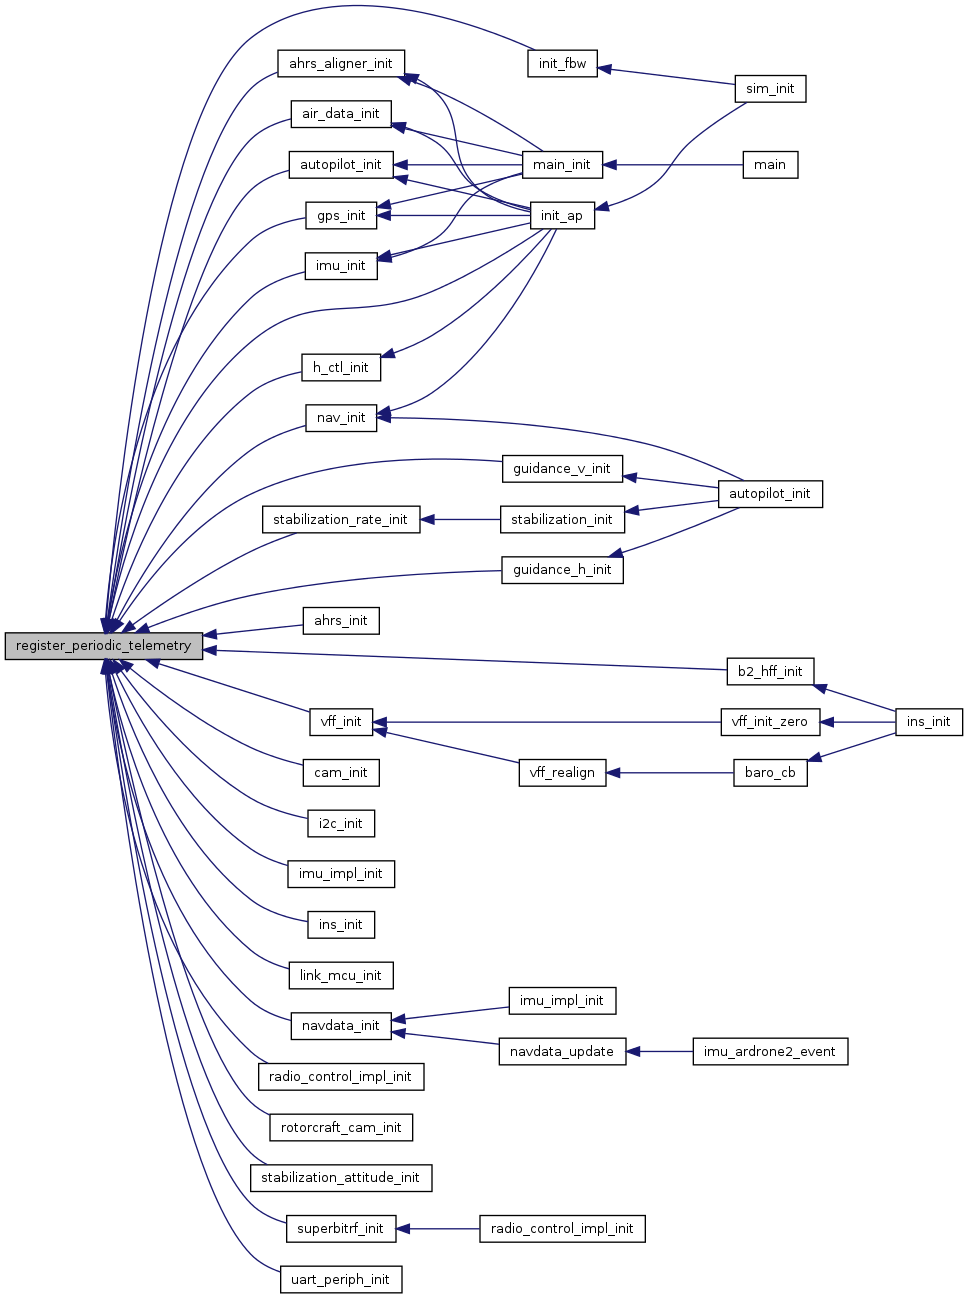 ahrs_aligner_init
init_fbw
sim_init
air_data_init
autopilot_init
main_init
main
gps_init
init_ap
imu_init
h_ctl_init
nav_init
guidance_v_init
autopilot_init
stabilization_rate_init
stabilization_init
guidance_h_init
ahrs_init
register_periodic_telemetry
b2_hff_init
vff_init
vff_init_zero
ins_init
cam_init
vff_realign
baro_cb
i2c_init
imu_impl_init
ins_init
link_mcu_init
navdata_init
imu_impl_init
navdata_update
imu_ardrone2_event
radio_control_impl_init
rotorcraft_cam_init
stabilization_attitude_init
superbitrf_init
radio_control_impl_init
uart_periph_init